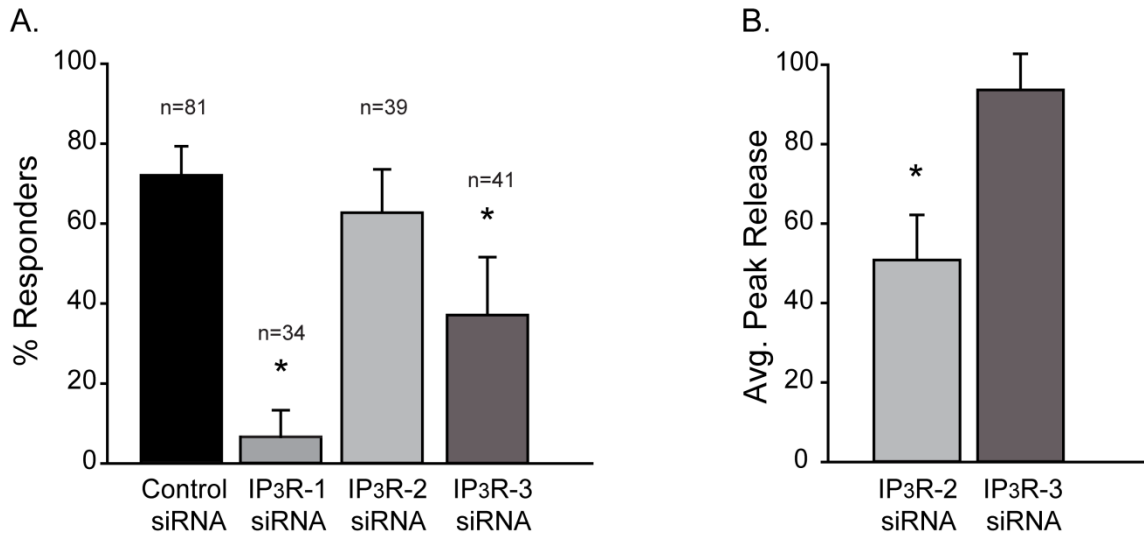 A.
% Responders
100
80
60
40
20
0
n=81
n=34
n=39
n=41
*
*
Control
siRNA
IP3R-1
siRNA
IP3R-2
siRNA
IP3R-3
siRNA
B.
Avg. Peak Release
100
80
60
40
20
0
*
IP3R-2
siRNA
IP3R-3
siRNA